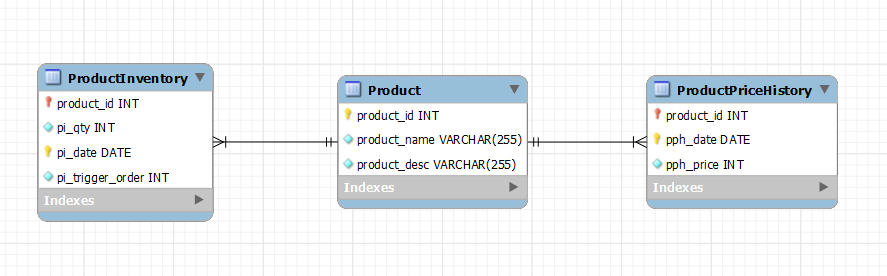 ProductInventory
product_id INT
pi_qty INT
pi_date DATE
pi_trigger_order INT
Indexes
Product
product_id INT
product_name VARCHAR(255)
product_desc VARCHAR(255)
Indexes
ProductPriceHistory
product_id INT
pph_date DATE
pph_price INT
Indexes